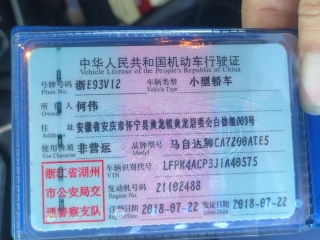 中华人民共和国机动车行驶证
Vehicle License of the People's Republic of China
号牌号码 浙E93V12 车辆类型 小型轿车
Plate No. Vehicle Type
所有人 何伟
Owner
住址 安徽省安庆市怀宁县黄龙镇黄龙居委会白借组009号
使用性质 非营运 品牌型号 马自达牌CA7200ATE5
Use Character Model
浙江省湖州市公安局交通警察支队
车辆识别代号 LFPM4ACP3J1A40575
VIN
发动机号码 21102488
Engine No.
注册日期 2018-07-22 发证日期 2018-07-22